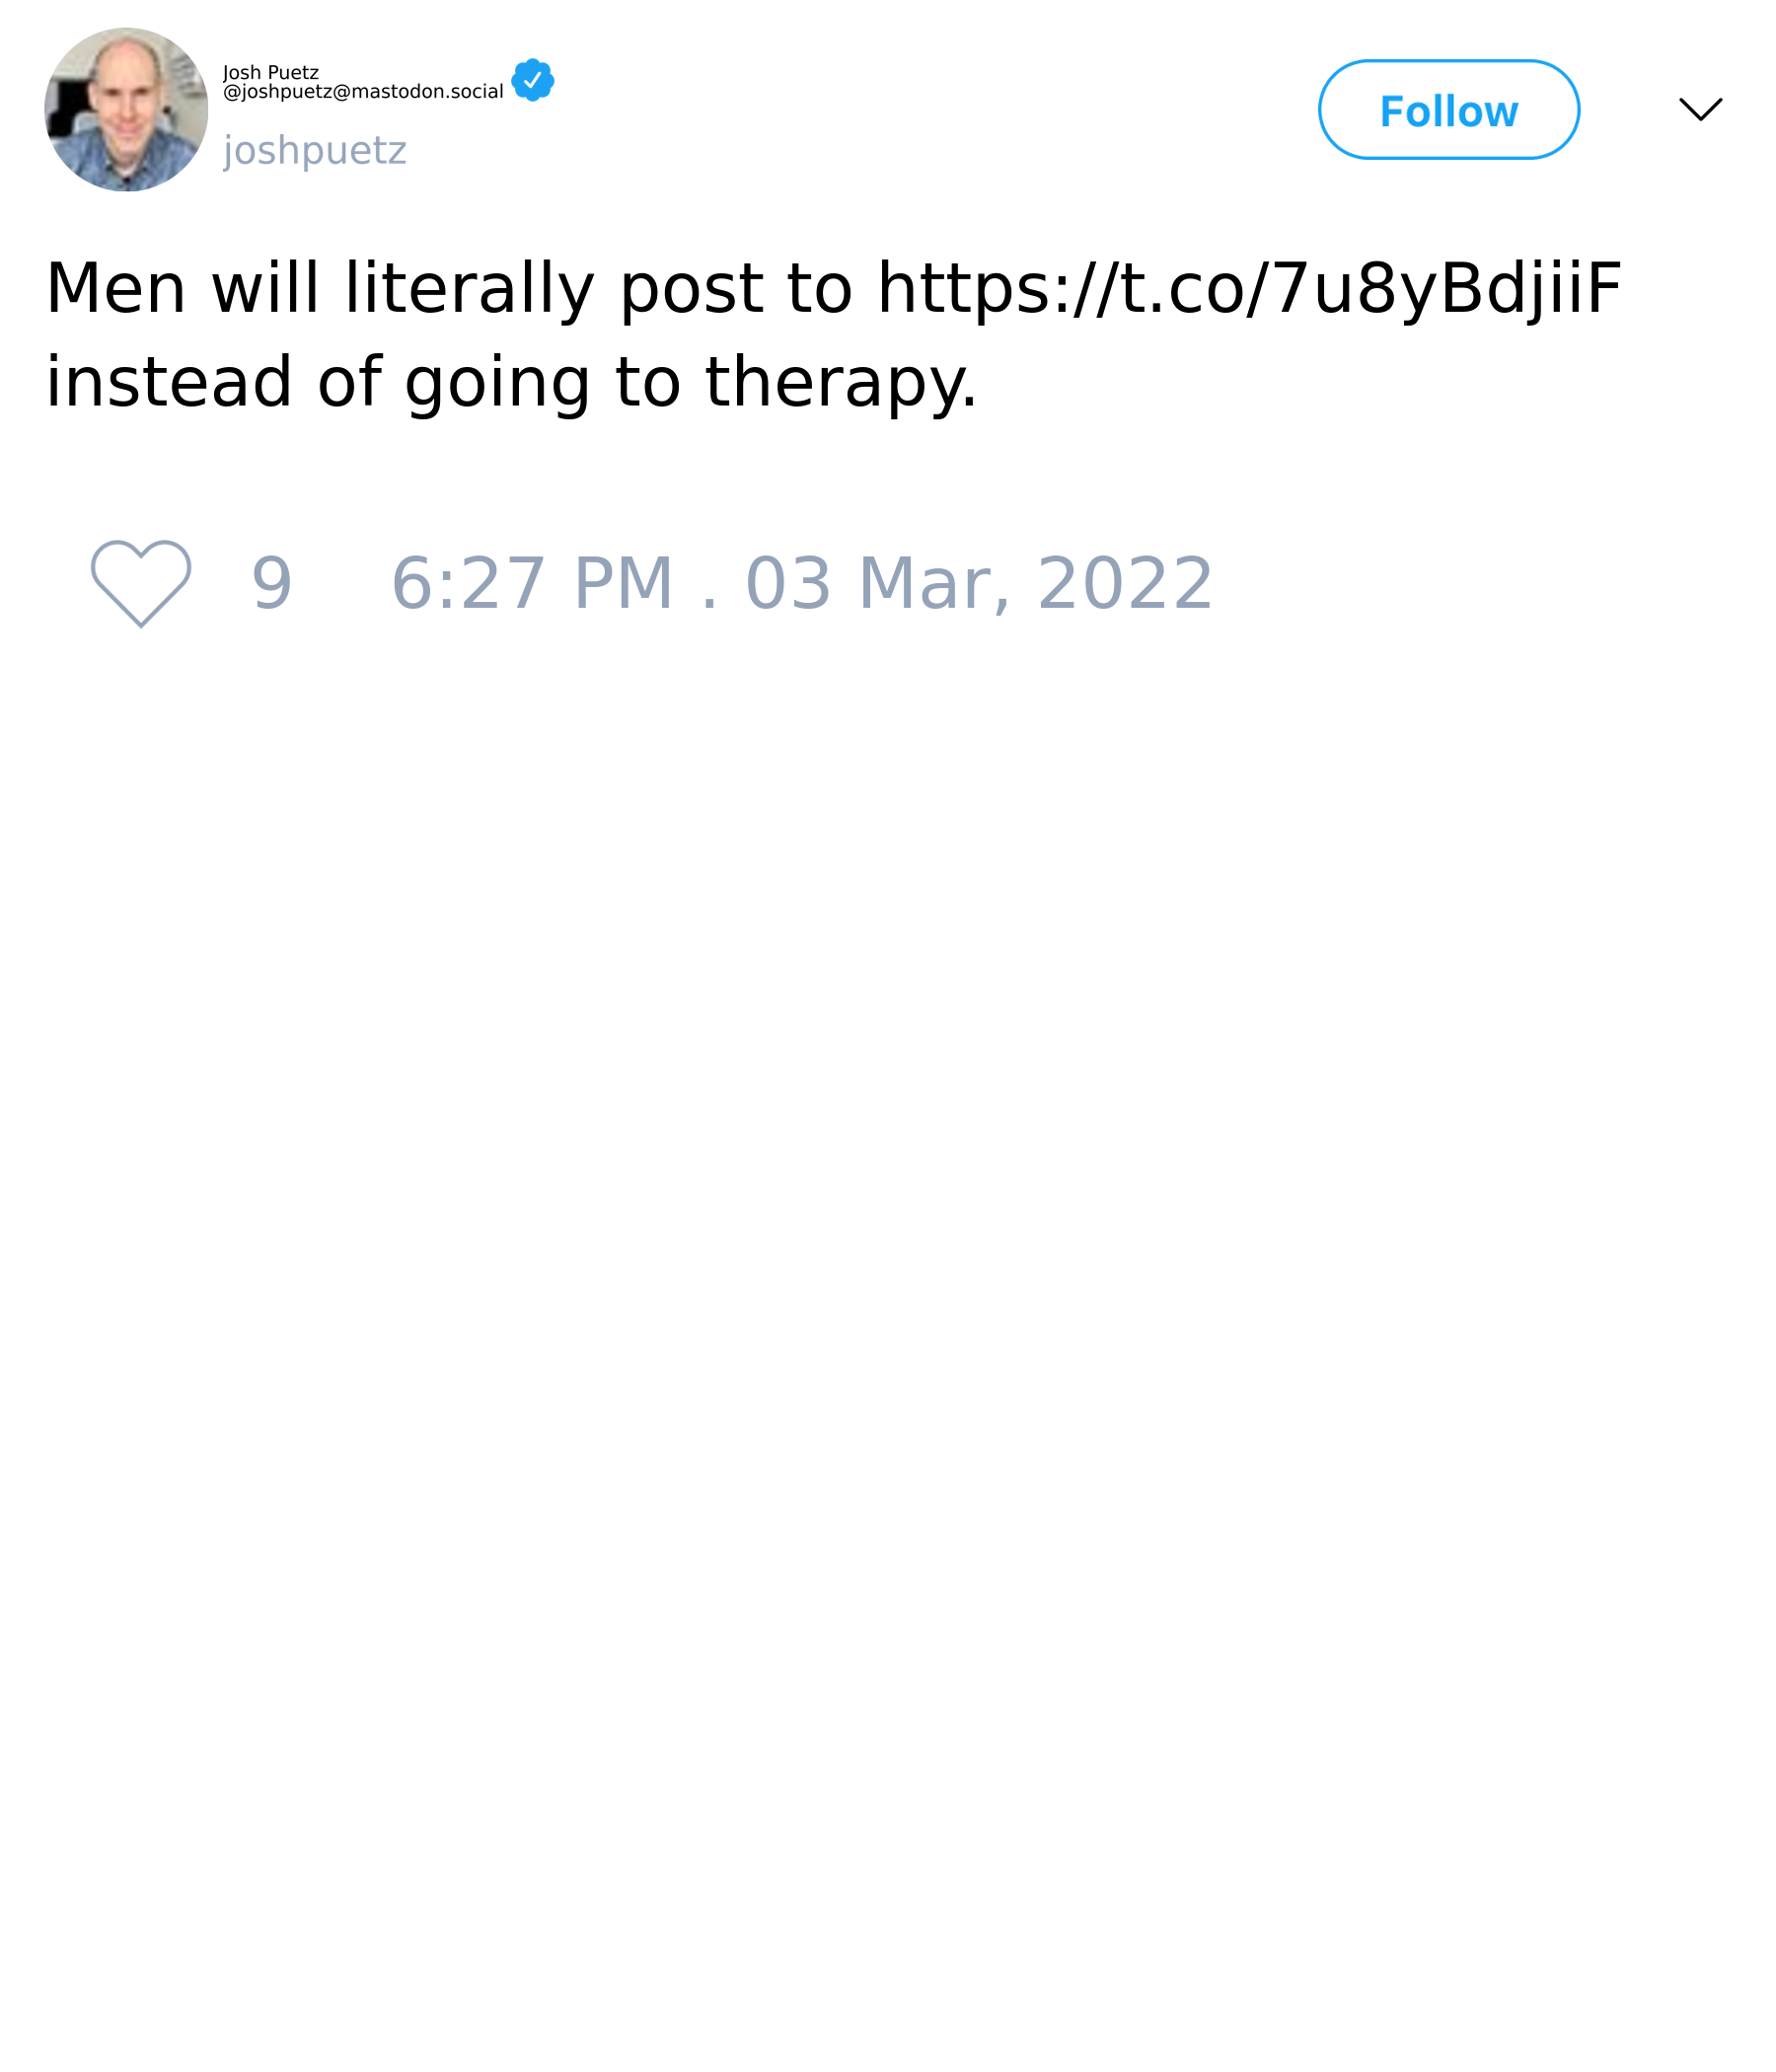 Josh Puetz
@joshpuetz@mastodon.social
joshpuetz
Follow
Men will literally post to https://t.co/7u8yBdjiiF
instead of going to therapy.
9 6:27 PM . 03 Mar, 2022